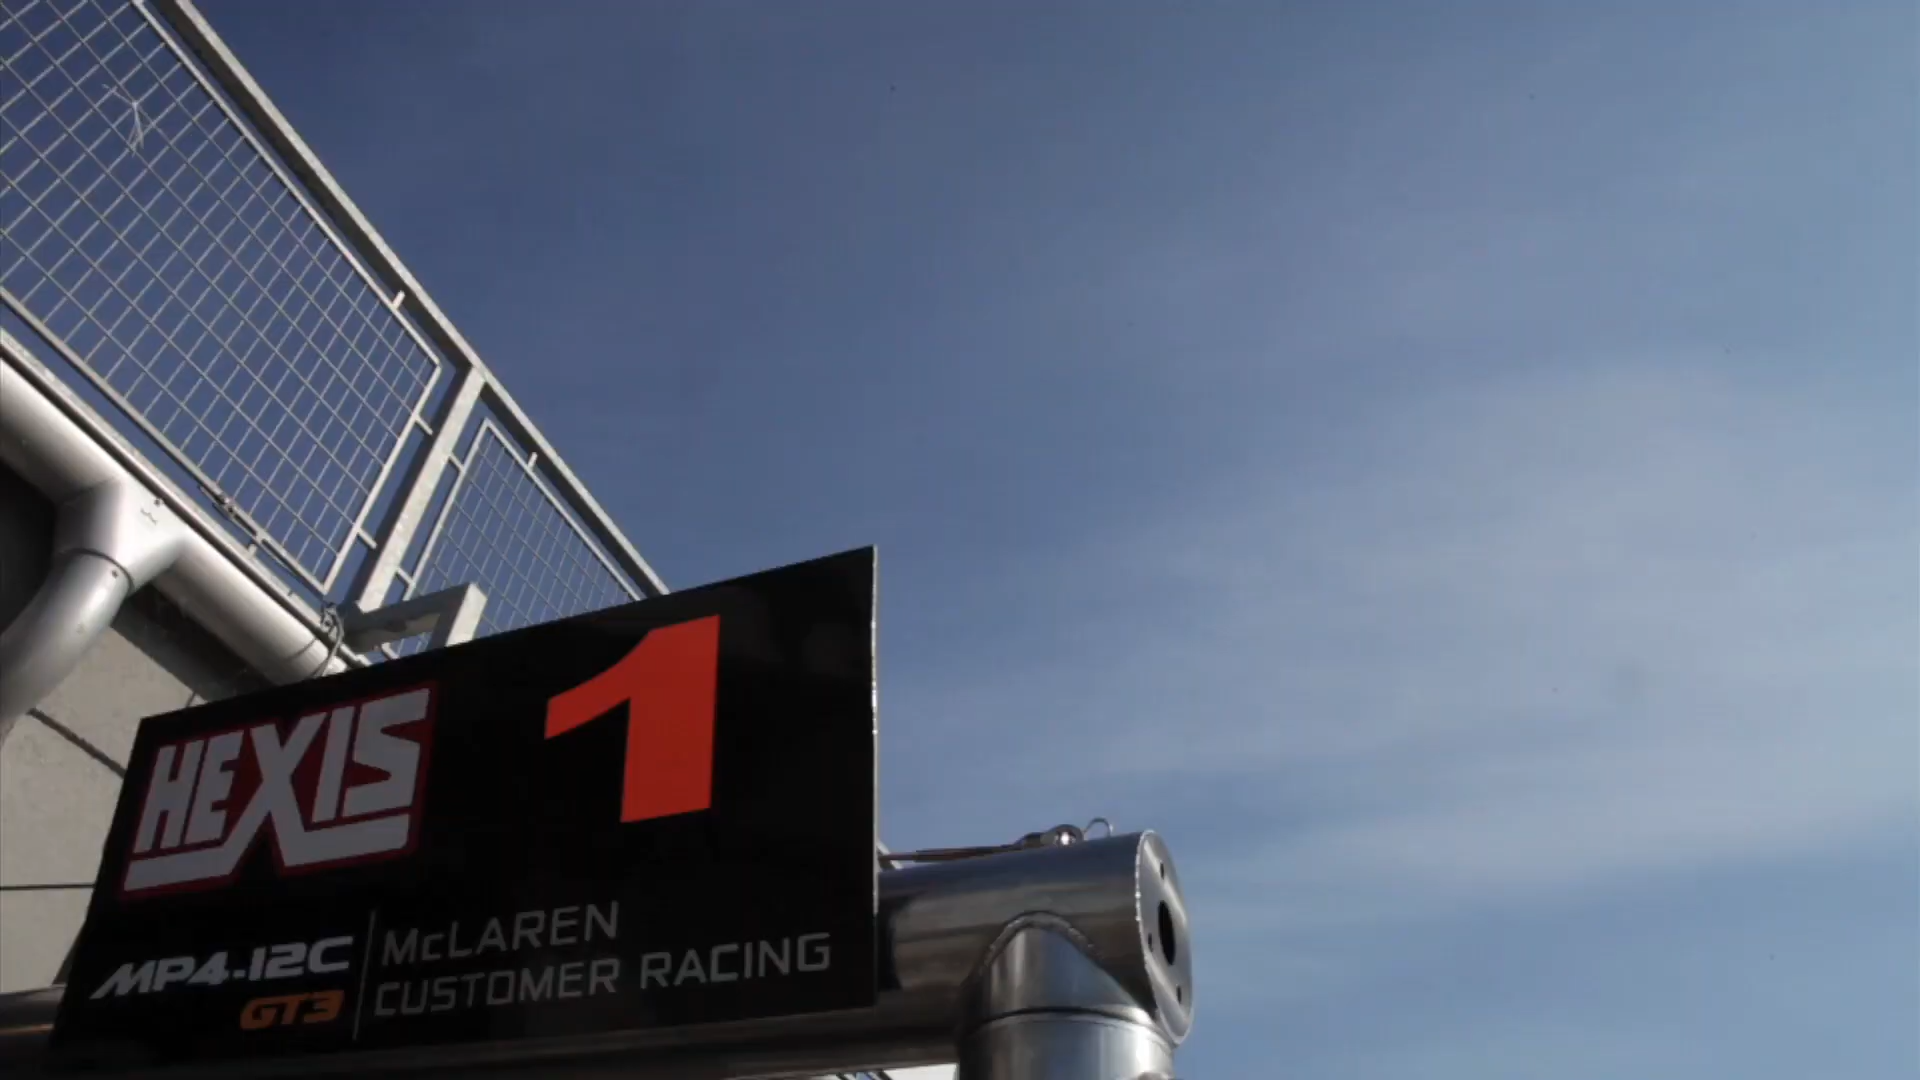 HEXIS
1
MP4-12C
GT3
McLAREN
CUSTOMER RACING